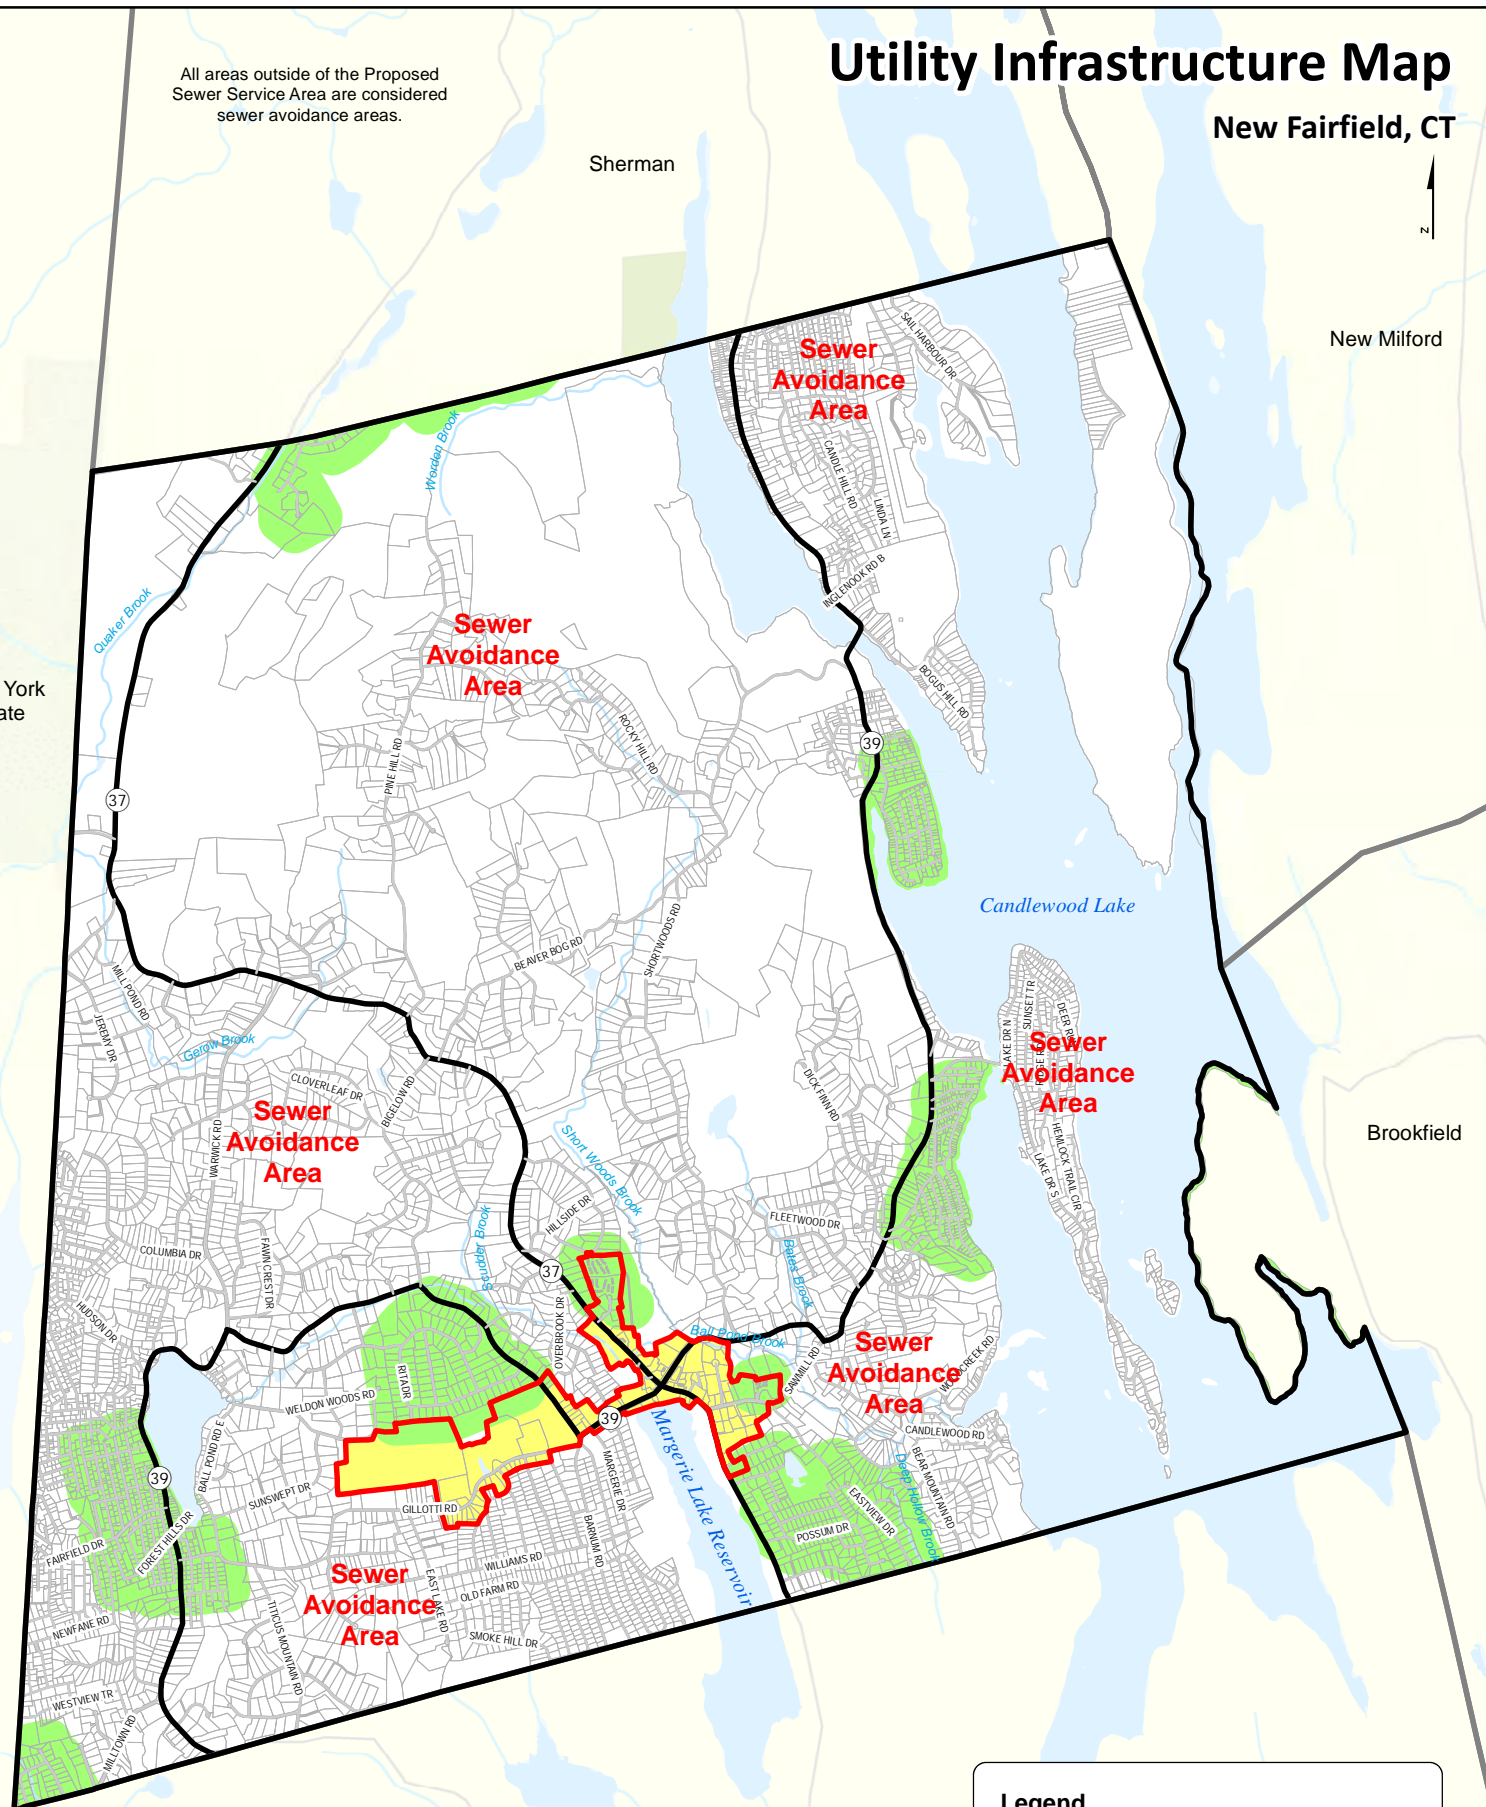 Utility Infrastructure Map
New Fairfield, CT
All areas outside of the Proposed
Sewer Service Area are considered
sewer avoidance areas.
Sherman
z
New Milford
Sewer
Avoidance
Area
SAIL HARBOUR DR
CANDLE HILL RD
LINDA LN
INGLENOOK RD B
BOGUS HILL RD
Worden Brook
Quaker Brook
York
ate
Sewer
Avoidance
Area
ROCKY HILL RD
PINE HILL RD
39
37
Candlewood Lake
BEAVER BOG RD
SHORTWOODS RD
MILL POND RD
JEREMY DR
Gerow Brook
CLOVERLEAF DR
BIGELOW RD
WARWICK RD
Sewer
Avoidance
Area
DICK FINN RD
LAKE DR N
SUNSET TR
DEER RUN
Sewer
Avoidance
Area
HEMLOCK TRAIL CIR
LAKE DR S
Brookfield
Short Woods Brook
HILLSIDE DR
FLEETWOOD DR
Bates Brook
Scudder Brook
COLUMBIA DR
FAWN CREST DR
HUDSON DR
37
OVERBROOK DR
Ball Pond Brook
SAWMILL RD
Sewer
Avoidance
Area
WOODCREEK RD
RITA DR
WELDON WOODS RD
BALL POND RD E
39
39
CANDLEWOOD RD
BEAR MOUNTAIN RD
Deep Hollow Brook
EASTVIEW DR
POSSUM DR
Margerie Lake Reservoir
MARGERIE DR
SUNSWEPT DR
GILLOTTI RD
BARNUM RD
FAIRFIELD DR
FOREST HILLS DR
WILLIAMS RD
OLD FARM RD
EAST LAKE RD
SMOKE HILL DR
Sewer
Avoidance
Area
NEWFANE RD
TITICUS MOUNTAIN RD
WESTVIEW TR
MILLTOWN RD
Legend